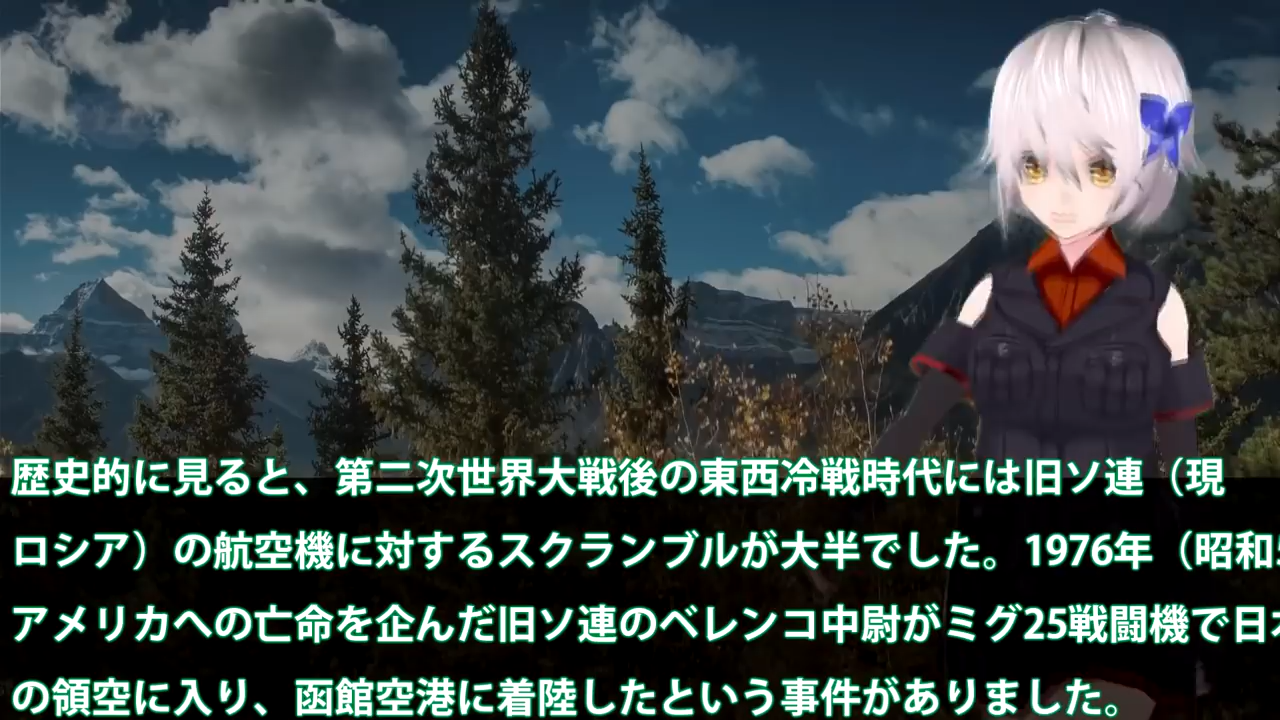 歴史的に見ると、第二次世界大戦後の東西冷戦時代には旧ソ連（現
ロシア）の航空機に対するスクランブルが大半でした。1976年（昭和5
アメリカへの亡命を企んだ旧ソ連のベレンコ中尉がミグ25戦闘機で日本
の領空に入り、函館空港に着陸したという事件がありました。